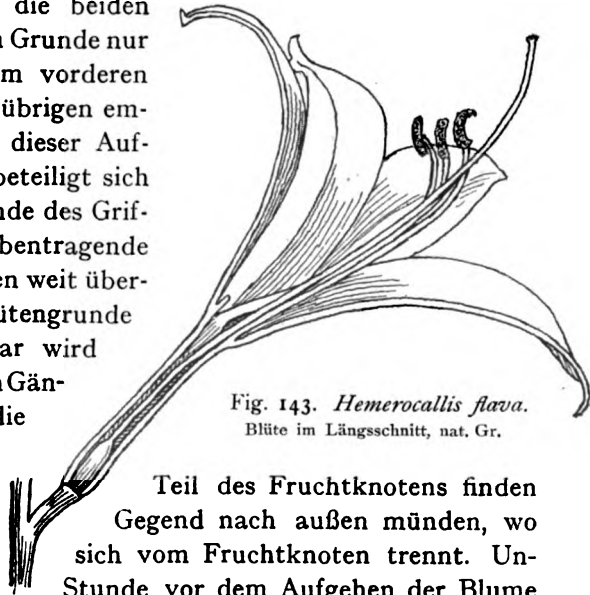 die beiden
Grunde nur
m vorderen
übrigen em-
dieser Auf-
beteiligt sich
nde des Grif-
bentragende
en weit über-
ütengrunde
ar wird
Gän-
die
Fig. 143. Hemerocallis flava.
Blüte im Längsschnitt, nat. Gr.
Teil des Fruchtknotens finden
Gegend nach außen münden, wo
sich vom Fruchtknoten trennt. Un-
Stunde vor dem Aufgehen der Blume